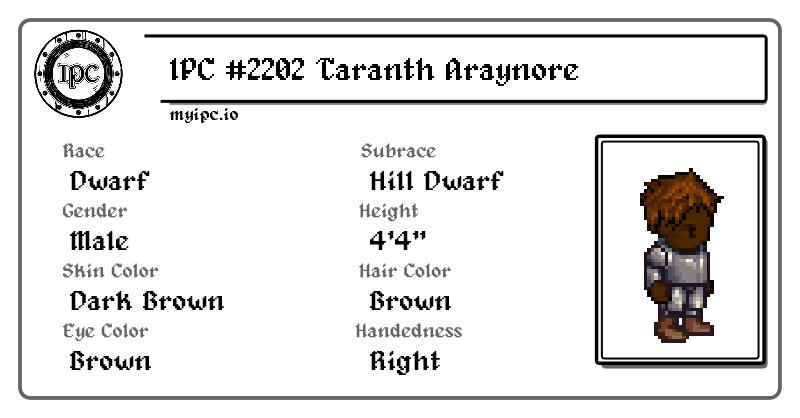 IPC
IPC #2202 Taranth Araynore
myipc.io
Race
Dwarf
Subrace
Hill Dwarf
Gender
Male
Height
4'4"
Skin Color
Dark Brown
Hair Color
Brown
Eye Color
Brown
Handedness
Right